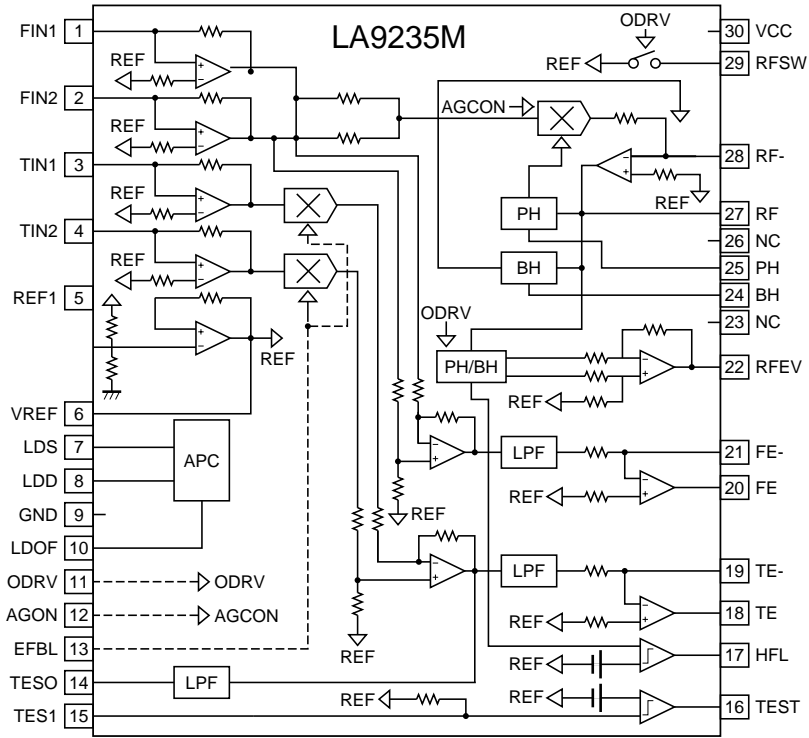 LA9235M
FIN1 1
FIN2 2
TIN1 3
TIN2 4
REF1 5
VREF 6
LDS 7
LDD 8
GND 9
LDOF 10
ODRV 11
AGON 12
EFBL 13
TESO 14
TES1 15
30 VCC
29 RFSW
28 RF-
27 RF
26 NC
25 PH
24 BH
23 NC
22 RFEV
21 FE-
20 FE
19 TE-
18 TE
17 HFL
16 TEST
REF
+
−
REF
+
−
REF
+
−
REF
+
−
+
−
REF
APC
ODRV
AGCON
LPF
ODRV
REF
AGCON
−
+
REF
PH
BH
ODRV
PH/BH
−
+
REF
−
+
LPF
REF
REF
−
+
−
+
LPF
REF
REF
−
+
REF
REF
REF